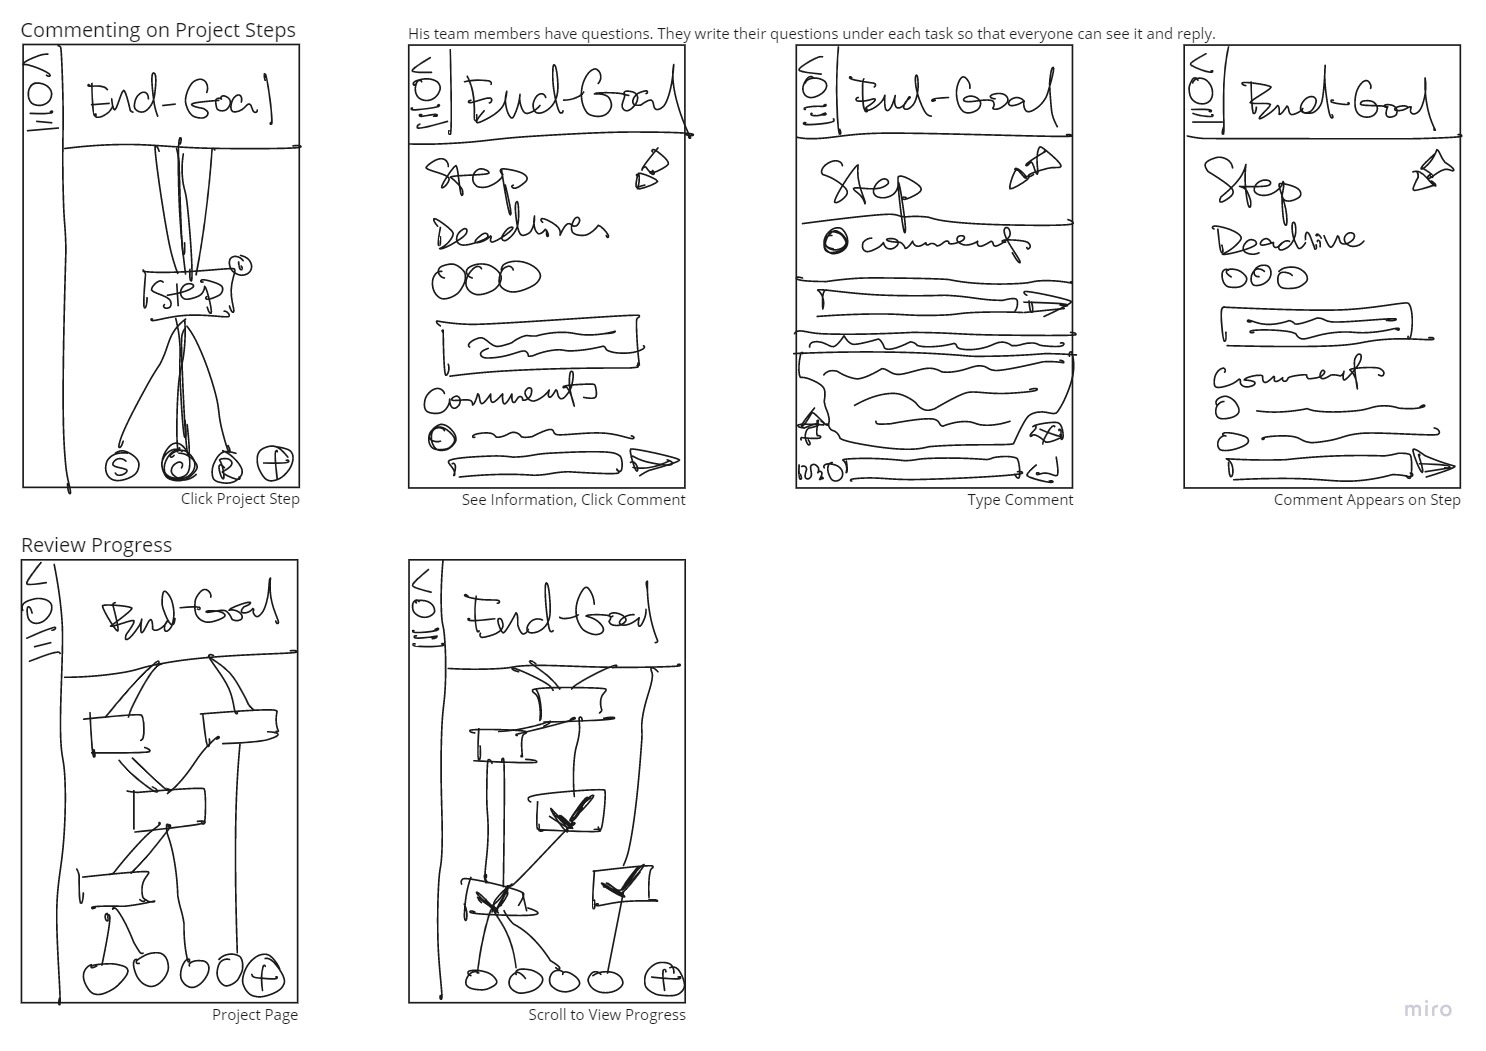 Commenting on Project Steps
His team members have questions. They write their questions under each task so that everyone can see it and reply.
End-Goal
Step
S
C
R
+
Click Project Step
End-Goal
Step
Deadlines
Comments
See Information, Click Comment
End-Goal
Step
comments
Type Comment
End-Goal
Step
Deadline
comments
Comment Appears on Step
Review Progress
End-Goal
+
Project Page
End-Goal
+
Scroll to View Progress
miro